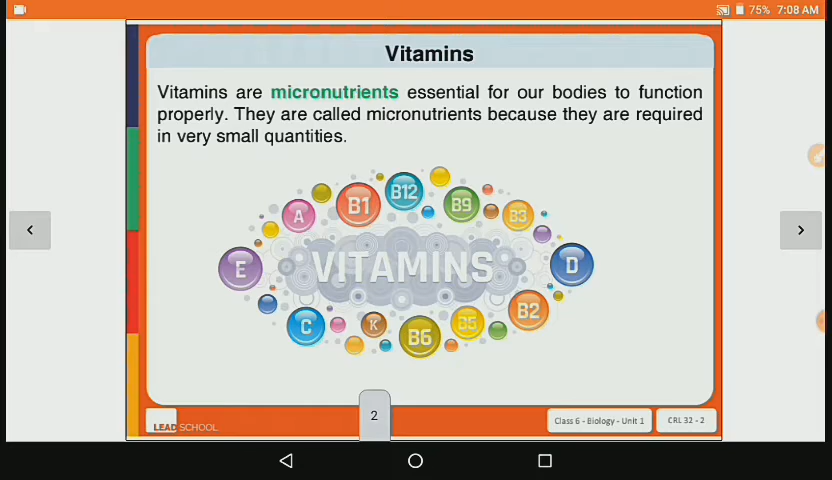 75% 7:08 AM
Vitamins
Vitamins are micronutrients essential for our bodies to function
properly. They are called micronutrients because they are required
in very small quantities.
B12
B1
B9
A
B3
VITAMINS
E
D
B2
C
K
B6
B5
2
LEAD SCHOOL
Class 6 - Biology - Unit 1
CRL 32 - 2